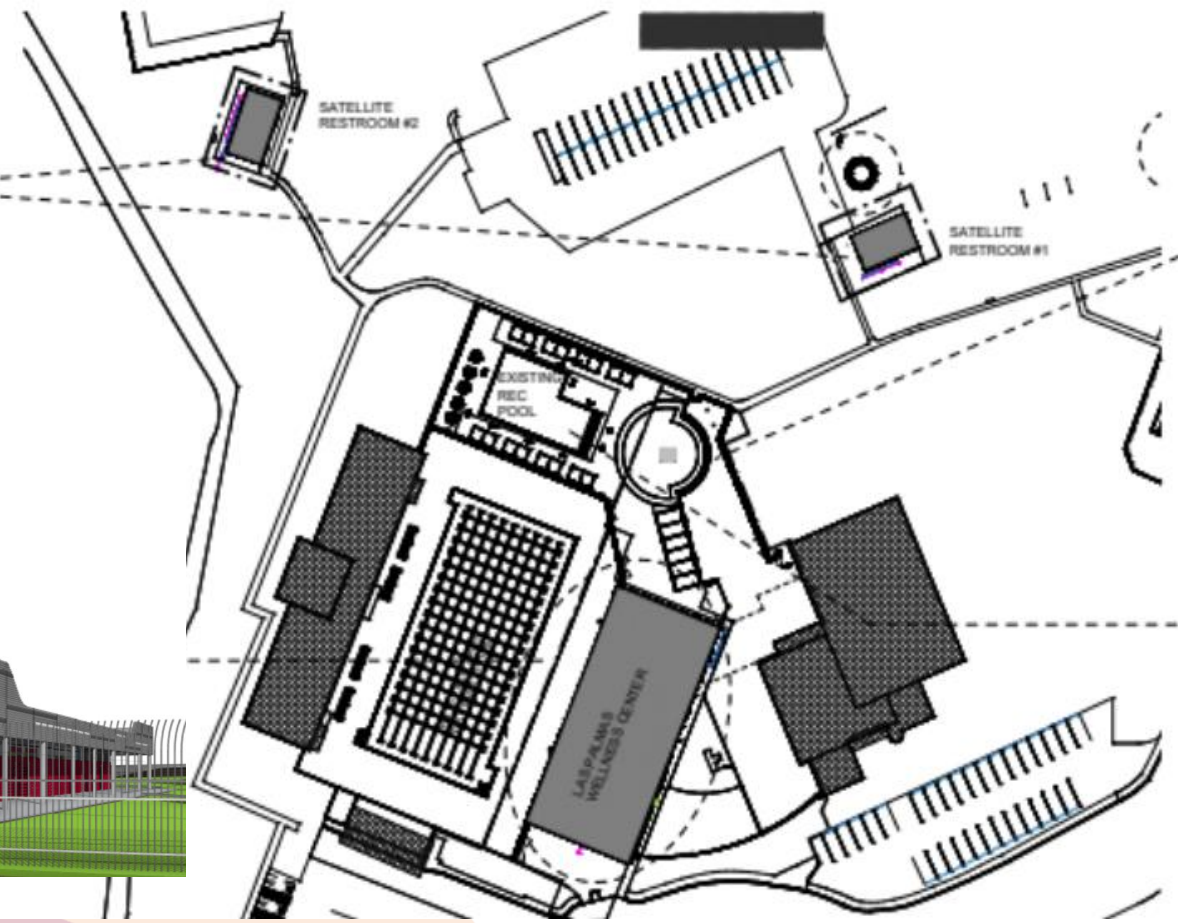 SATELLITE
RESTROOM #2
SATELLITE
RESTROOM #1
EXISTING
REC
POOL
LAS PALMAS
WELLNESS CENTER